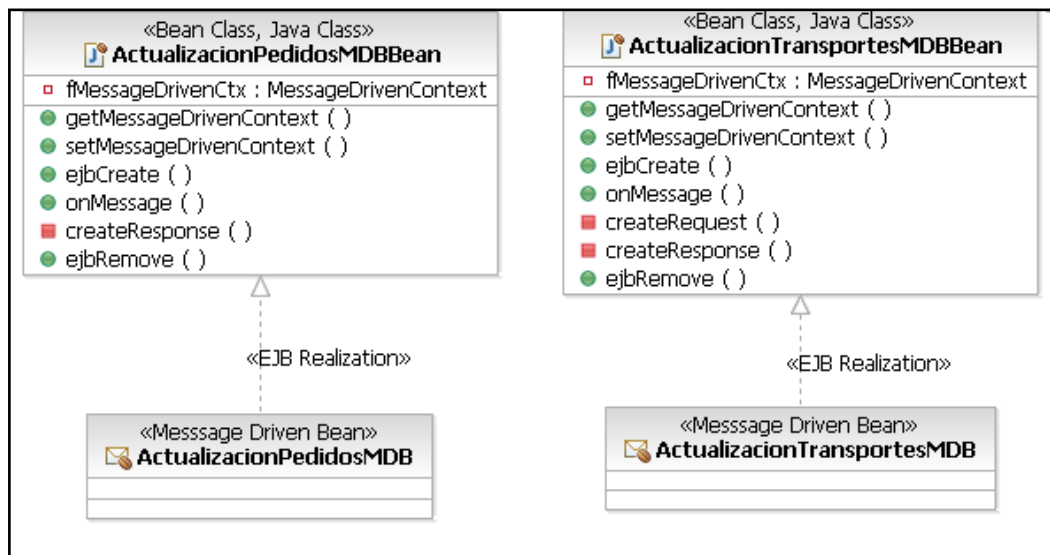 «Bean Class, Java Class»
ActualizacionPedidosMDBBean
fMessageDrivenCtx : MessageDrivenContext
getMessageDrivenContext ( )
setMessageDrivenContext ( )
ejbCreate ( )
onMessage ( )
createResponse ( )
ejbRemove ( )
«EJB Realization»
«Messsage Driven Bean»
ActualizacionPedidosMDB
«Bean Class, Java Class»
ActualizacionTransportesMDBBean
fMessageDrivenCtx : MessageDrivenContext
getMessageDrivenContext ( )
setMessageDrivenContext ( )
ejbCreate ( )
onMessage ( )
createRequest ( )
createResponse ( )
ejbRemove ( )
«EJB Realization»
«Messsage Driven Bean»
ActualizacionTransportesMDB